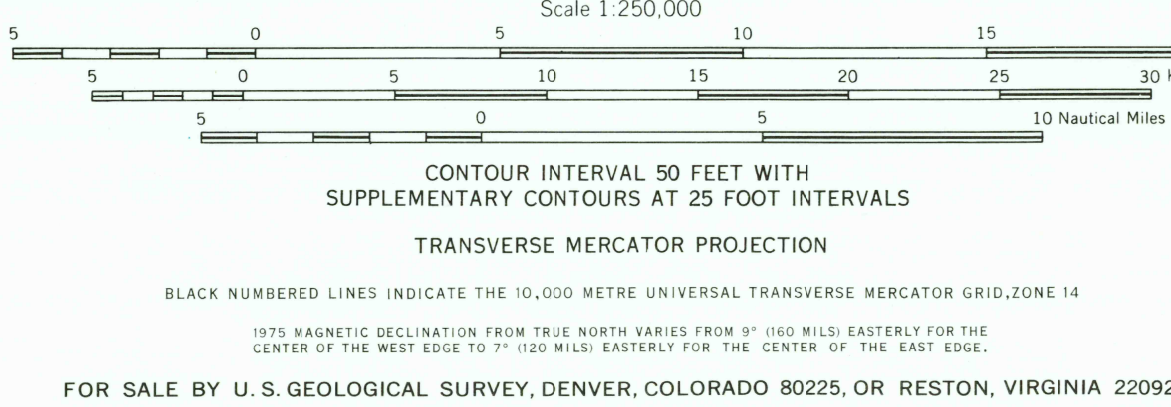 Scale 1:250,000
5 0 5 10 15
5 0 5 10 15 20 25 30
5 0 5 10 Nautical Miles
CONTOUR INTERVAL 50 FEET WITH
SUPPLEMENTARY CONTOURS AT 25 FOOT INTERVALS
TRANSVERSE MERCATOR PROJECTION
BLACK NUMBERED LINES INDICATE THE 10,000 METRE UNIVERSAL TRANSVERSE MERCATOR GRID,ZONE 14
1975 MAGNETIC DECLINATION FROM TRUE NORTH VARIES FROM 9° (160 MILS) EASTERLY FOR THE
CENTER OF THE WEST EDGE TO 7° (120 MILS) EASTERLY FOR THE CENTER OF THE EAST EDGE.
FOR SALE BY U.S. GEOLOGICAL SURVEY, DENVER, COLORADO 80225, OR RESTON, VIRGINIA 22092